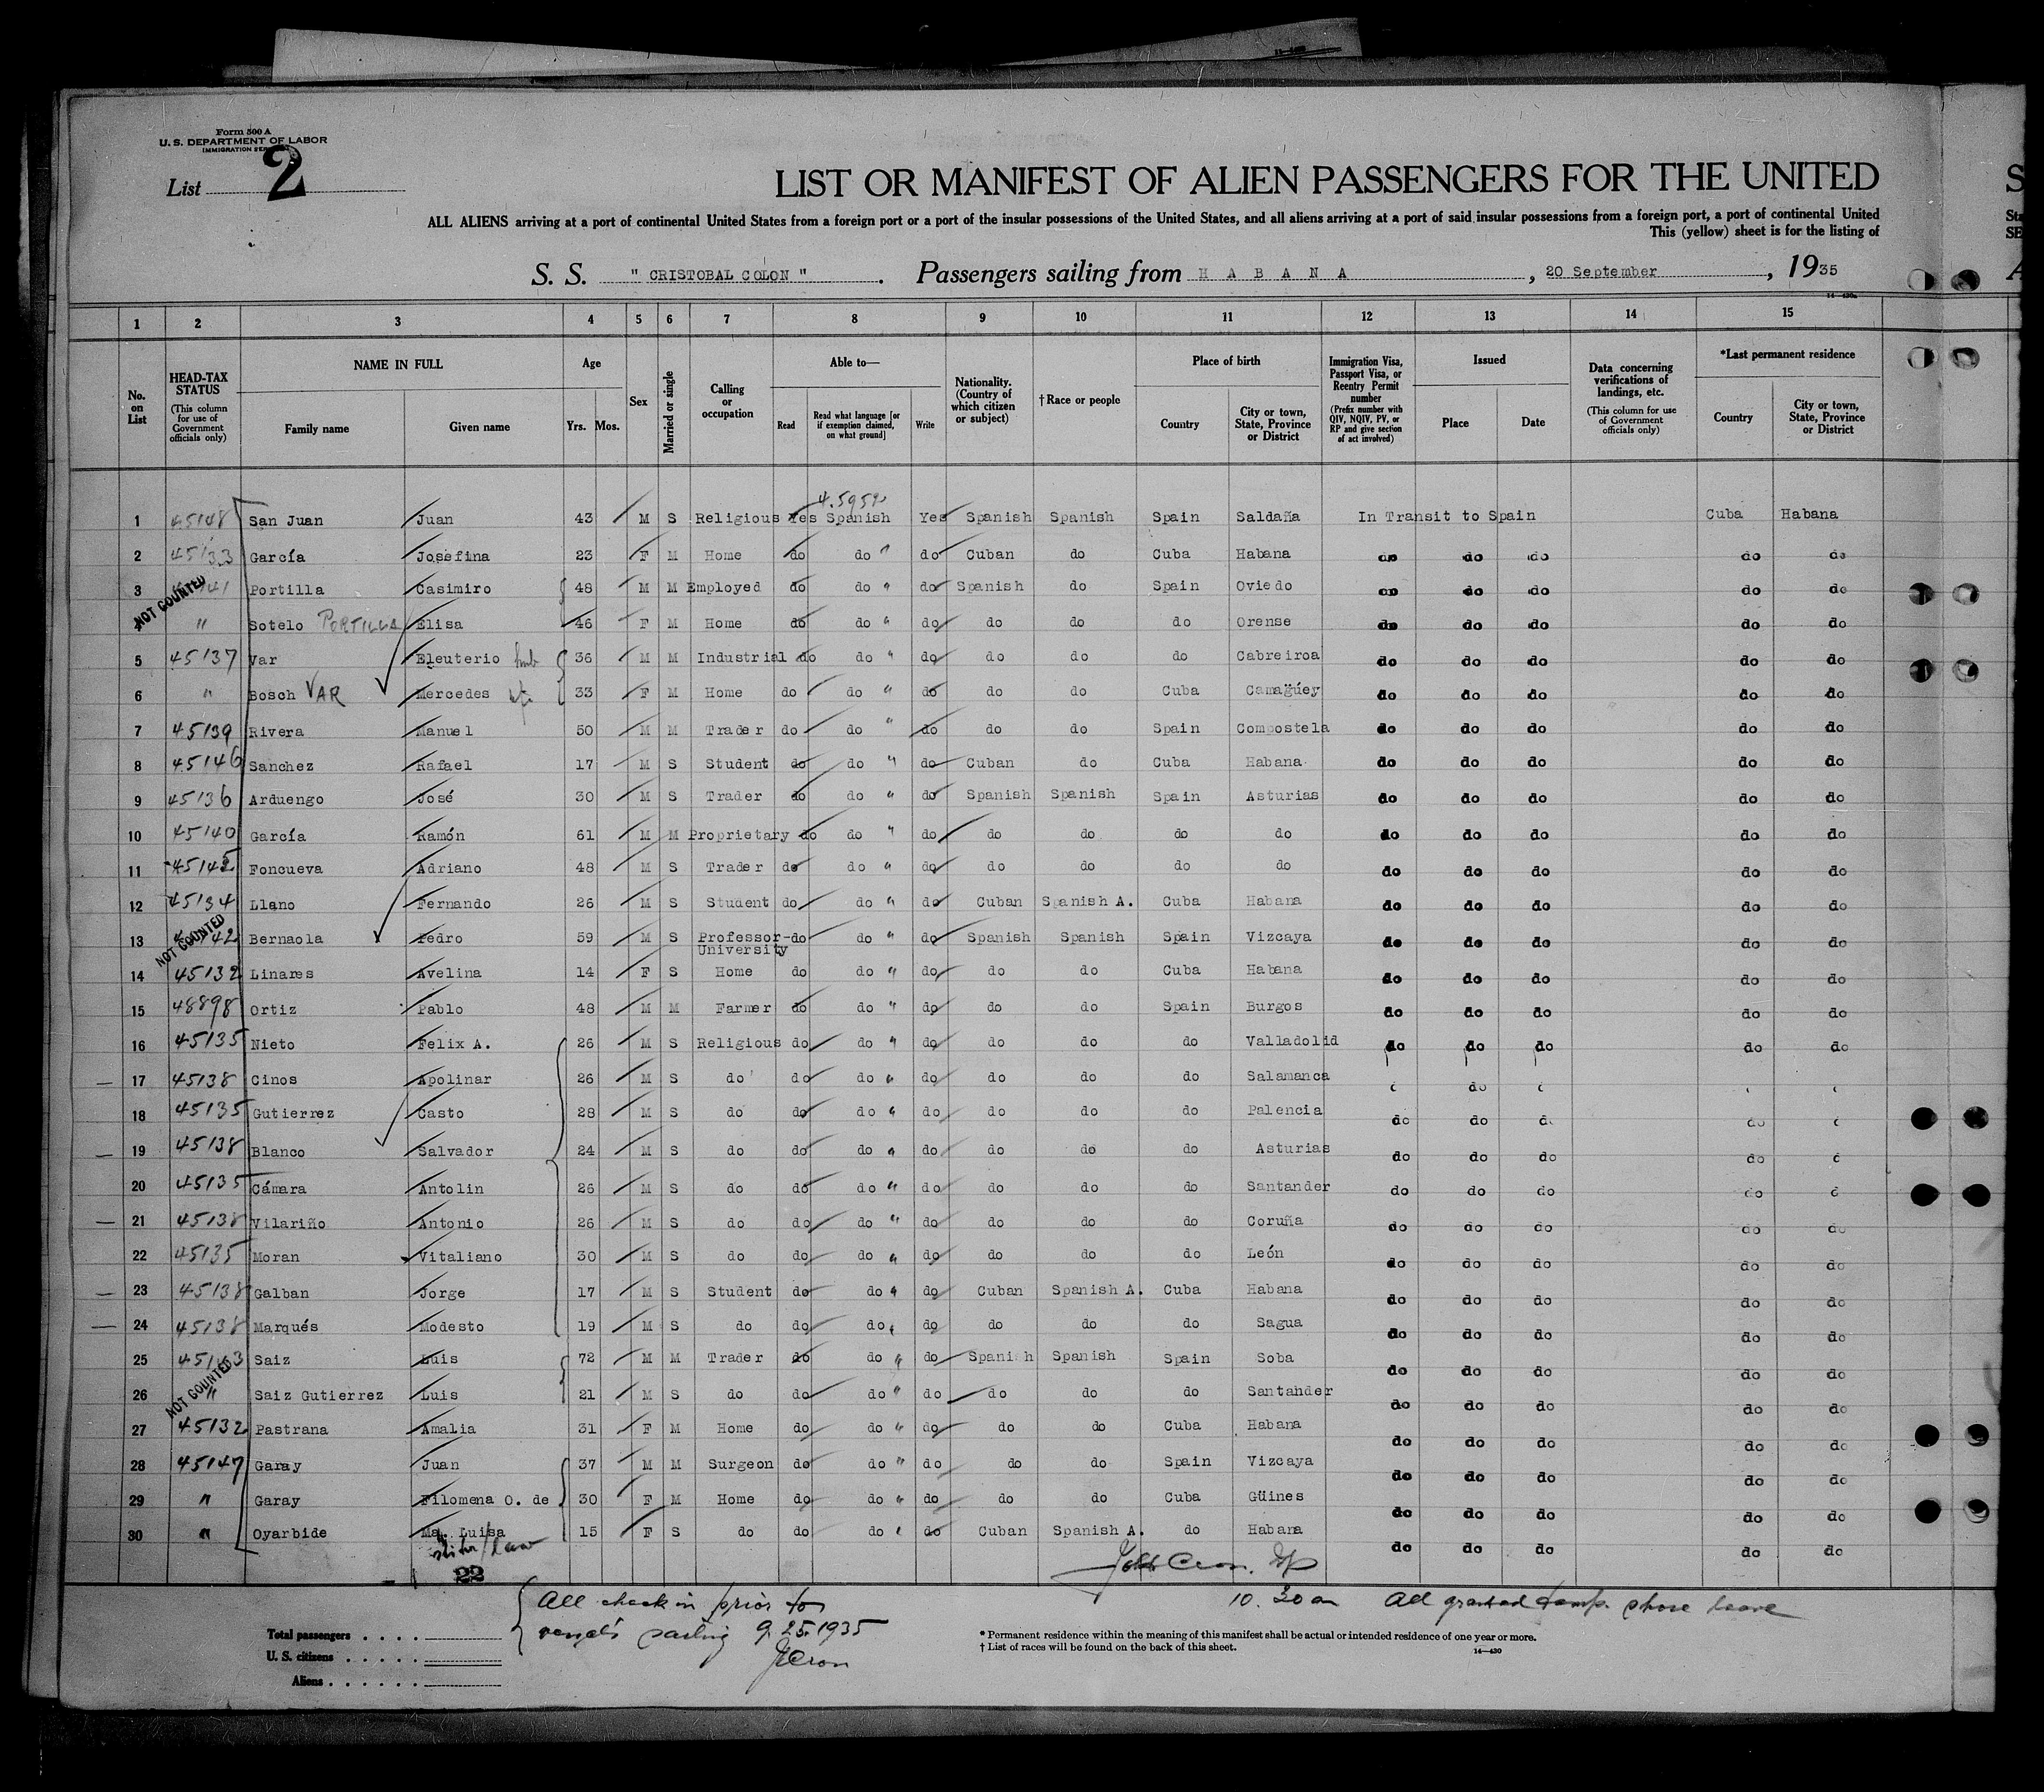 Form 500 A
U. S. DEPARTMENT OF LABOR
IMMIGRATION SERVICE
List 2
LIST OR MANIFEST OF ALIEN PASSENGERS FOR THE UNITED
ALL ALIENS arriving at a port of continental United States from a foreign port or a port of the insular possessions of the United States, and all aliens arriving at a port of said insular possessions from a foreign port, a port of continental United
This (yellow) sheet is for the listing of
S. S. " CRISTOBAL COLON ". Passengers sailing from H A B A N A , 20 September , 1935
1 2 3 4 5 6 7 8 9 10 11 12 13 14 15
No. on List
HEAD-TAX STATUS (This column for use of Government officials only)
NAME IN FULL Family name Given name
Age Yrs. Mos.
Sex
Married or single
Calling or occupation
Able to— Read Read what language [or if exemption claimed, on what ground] Write
Nationality. (Country of which citizen or subject)
† Race or people
Place of birth Country City or town, State, Province or District
Immigration Visa, Passport Visa, or Reentry Permit number (Prefix number with QIV, NQIV, PV, or RP and give section of act involved)
Issued Place Date
Data concerning verifications of landings, etc. (This column for use of Government officials only)
*Last permanent residence Country City or town, State, Province or District
1 45148 San Juan Juan 43 M S Religious Yes Spanish Yes Spanish Spanish Spain Saldaña In Transit to Spain Cuba Habana
2 45133 García Josefina 23 F M Home do do " do Cuban do Cuba Habana do do do do do
3 NOT COUNTED 41 Portilla Casimiro 48 M M Employed do do " do Spanish do Spain Oviedo do do do do do
4 " Sotelo PORTILLA Elisa 46 F M Home do do " do do do do Orense do do do do do
5 45137 Var Eleuterio hub 36 M M Industrial do do " do do do do Cabreiroa do do do do do
6 " Bosch VAR Mercedes wfe 33 F M Home do do " do do do Cuba Camagüey do do do do do
7 45139 Rivera Manuel 50 M M Trader do do " do do do Spain Compostela do do do do do
8 45146 Sanchez Rafael 17 M S Student do do " do Cuban do Cuba Habana do do do do do
9 45136 Arduengo José 30 M S Trader do do " do Spanish Spanish Spain Asturias do do do do do
10 45140 García Ramón 61 M M Proprietary do do " do do do do do do do do do do
11 45145 Foncueva Adriano 48 M S Trader do do " do do do do do do do do do do
12 45134 Llano Fernando 26 M S Student do do " do Cuban Spanish A. Cuba Habana do do do do do
13 NOT COUNTED 42 Bernaola Pedro 59 M S Professor-University do do " do Spanish Spanish Spain Vizcaya do do do do do
14 45132 Linares Avelina 14 F S Home do do " do do do Cuba Habana do do do do do
15 48898 Ortiz Pablo 48 M M Farmer do do " do do do Spain Burgos do do do do do
16 45135 Nieto Felix A. 26 M S Religious do do " do do do do Valladolid do do do do do
17 45138 Cinos Apolinar 26 M S do do do " do do do do Salamanca do
18 45135 Gutierrez Casto 28 M S do do do " do do do do Palencia do do do
19 45138 Blanco Salvador 24 M S do do do " do do do do Asturias do do do do
20 45135 Cámara Antolin 26 M S do do do " do do do do Santander do do do do
21 45138 Vilariño Antonio 26 M S do do do " do do do do Coruña do do do do do
22 45135 Moran Vitaliano 30 M S do do do " do do do do León do do do do do
23 45138 Galban Jorge 17 M S Student do do " do Cuban Spanish A. Cuba Habana do do do do do
24 45138 Marqués Modesto 19 M S do do do " do do do do Sagua do do do do do
25 45143 Saiz Luis 72 M M Trader do do " do Spanish Spanish Spain Soba do do do do do
26 NOT COUNTED " Saiz Gutierrez Luis 21 M S do do do " do do do do Santander do do do do do
27 45132 Pastrana Amalia 31 F M Home do do " do do do Cuba Habana do do do do do
28 45147 Garay Juan 37 M M Surgeon do do " do do do Spain Vizcaya do do do do do
29 " Garay Filomena O. de 30 F M Home do do " do do do Cuba Güines do do do do do
30 " Oyarbide Ma. Luisa 15 F S do do do " do Cuban Spanish A. do Habana do do do do do
sister/law
22
All check in prior to
vessel's sailing 9.25.1935
10.30 am All granted temp. shore leave
Total passengers
U. S. citizens
Aliens
* Permanent residence within the meaning of this manifest shall be actual or intended residence of one year or more.
† List of races will be found on the back of this sheet.
14—430